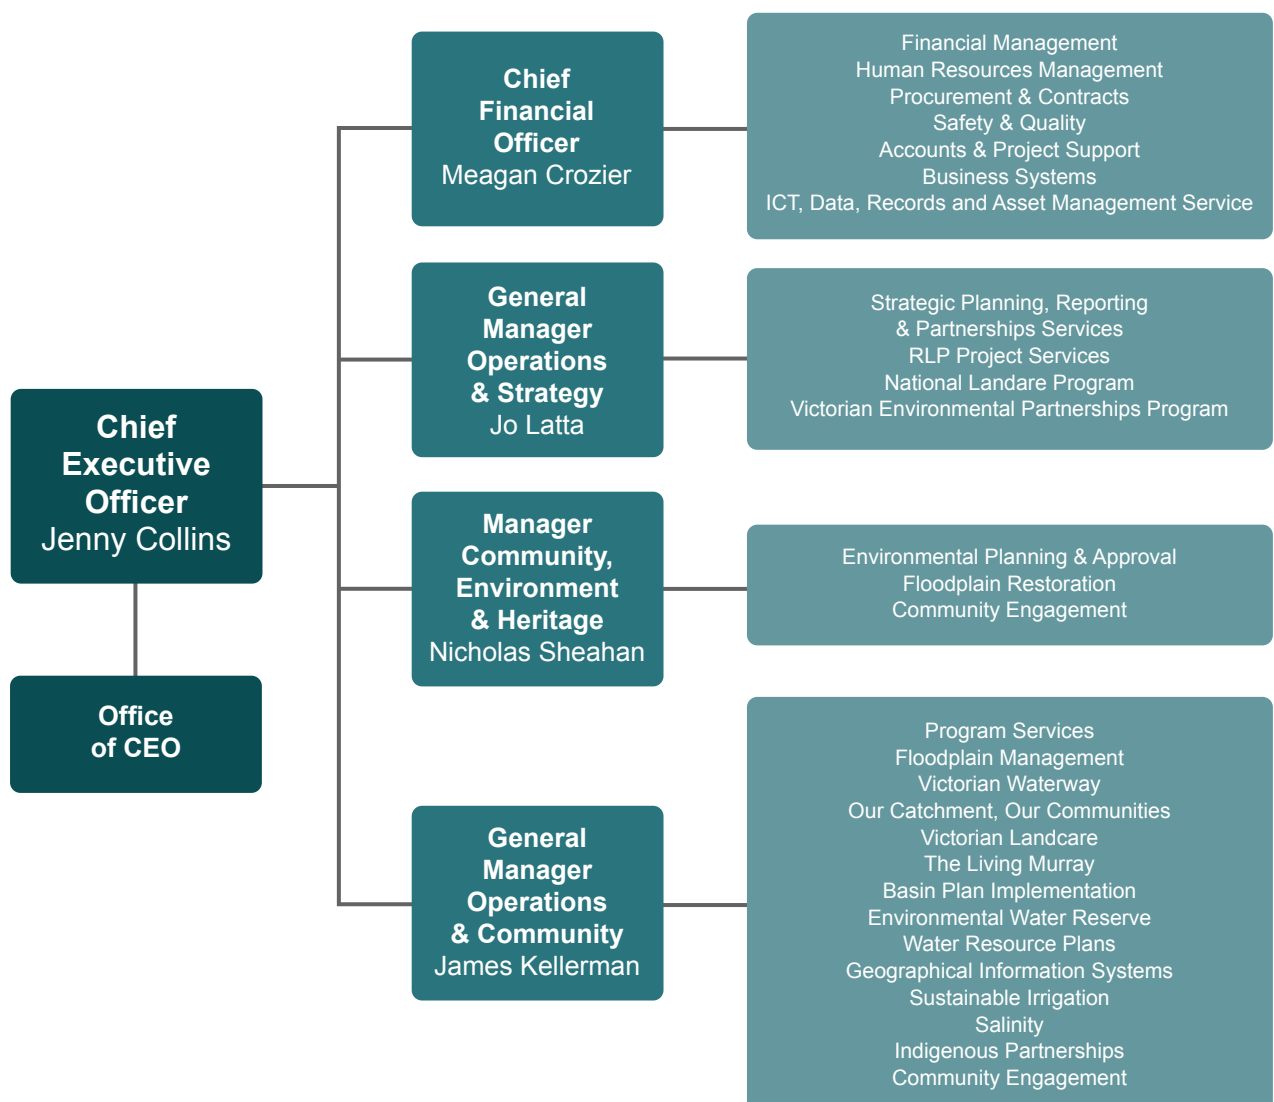 Chief
Executive
Officer
Jenny Collins
Office
of CEO
Chief
Financial
Officer
Meagan Crozier
Financial Management
Human Resources Management
Procurement & Contracts
Safety & Quality
Accounts & Project Support
Business Systems
ICT, Data, Records and Asset Management Service
General
Manager
Operations
& Strategy
Jo Latta
Strategic Planning, Reporting
& Partnerships Services
RLP Project Services
National Landare Program
Victorian Environmental Partnerships Program
Manager
Community,
Environment
& Heritage
Nicholas Sheahan
Environmental Planning & Approval
Floodplain Restoration
Community Engagement
General
Manager
Operations
& Community
James Kellerman
Program Services
Floodplain Management
Victorian Waterway
Our Catchment, Our Communities
Victorian Landcare
The Living Murray
Basin Plan Implementation
Environmental Water Reserve
Water Resource Plans
Geographical Information Systems
Sustainable Irrigation
Salinity
Indigenous Partnerships
Community Engagement